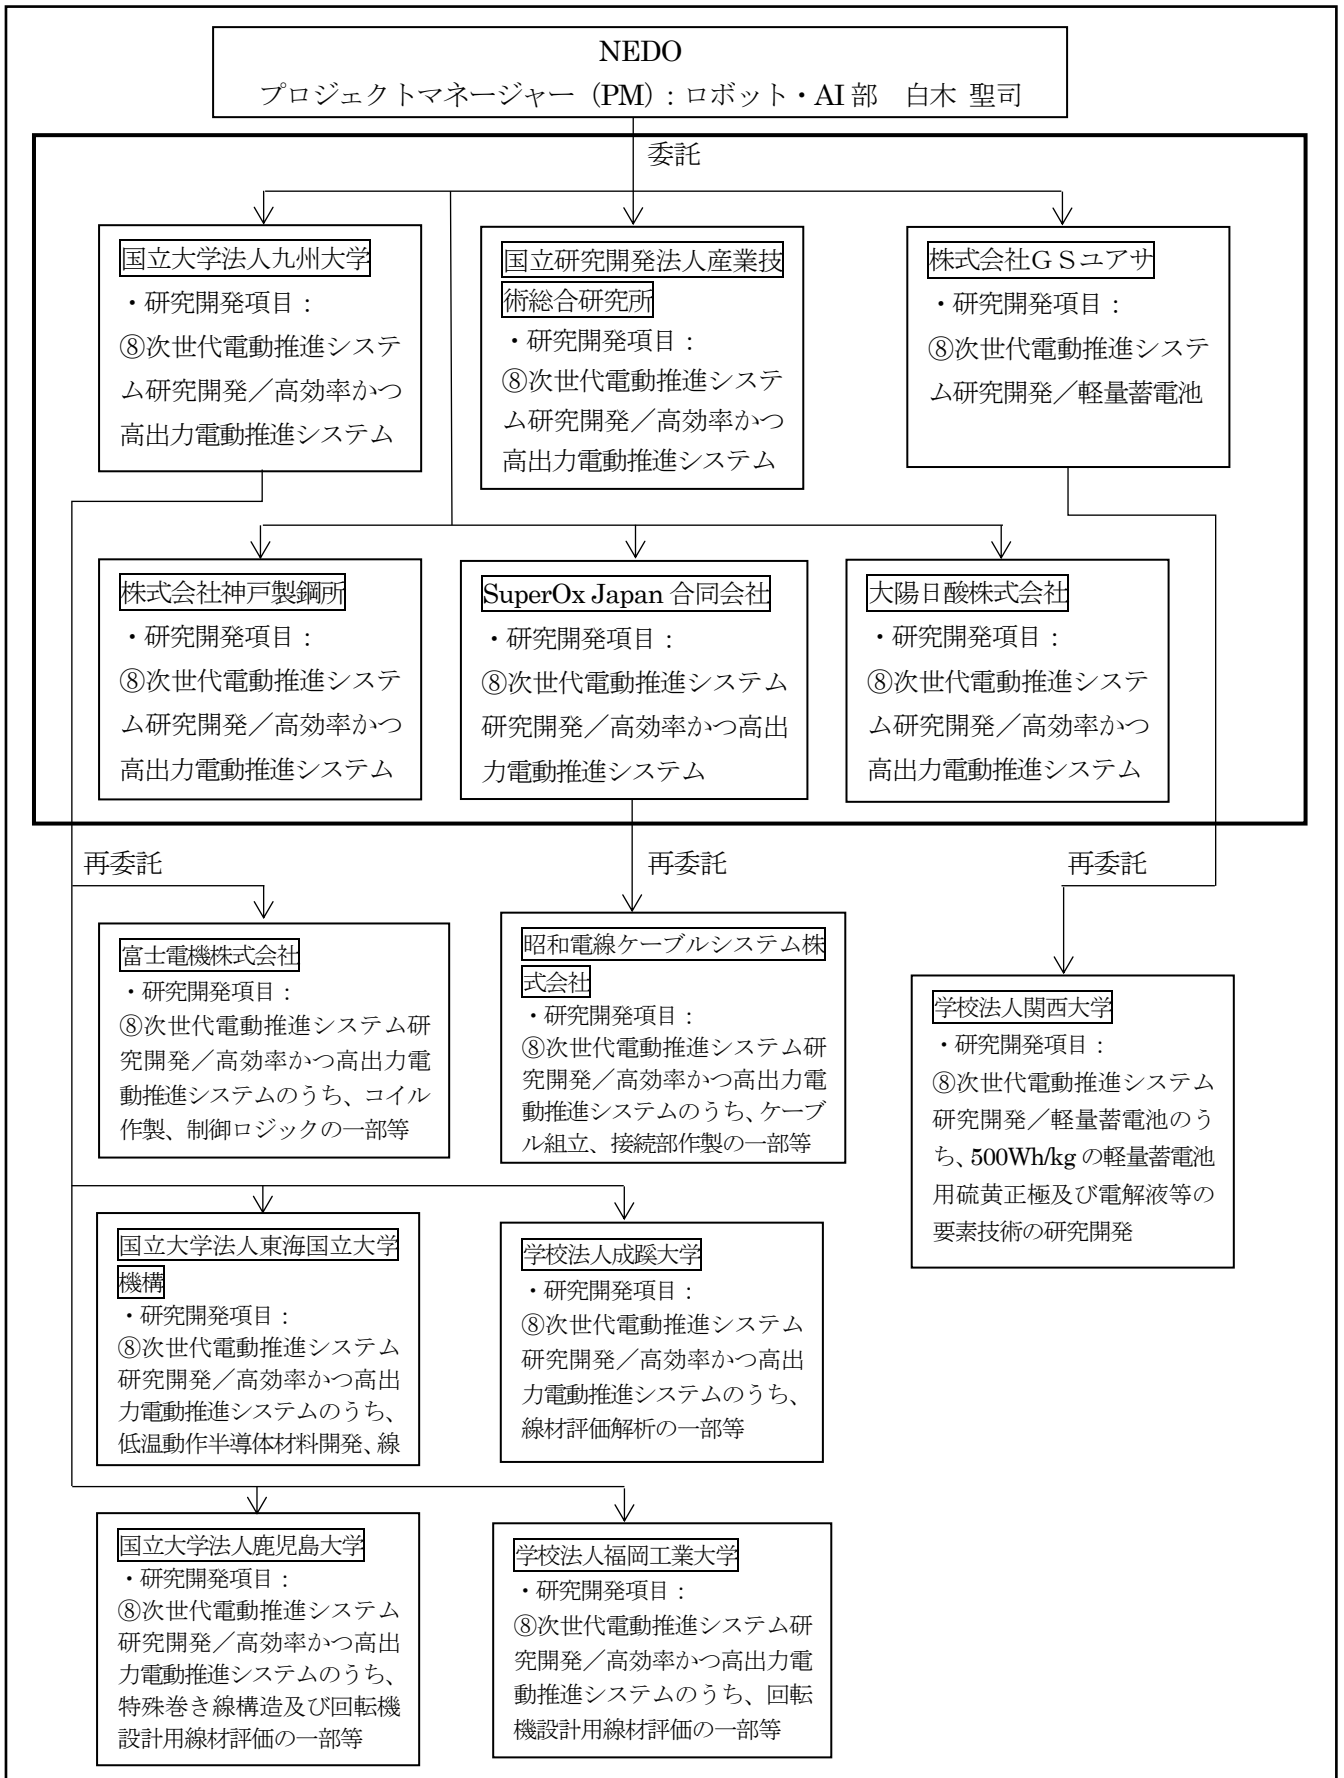 NEDO
プロジェクトマネージャー（PM）：ロボット・AI 部　白木 聖司
委託
国立大学法人九州大学
・研究開発項目：
⑧次世代電動推進システ
ム研究開発／高効率かつ
高出力電動推進システム
国立研究開発法人産業技
術総合研究所
・研究開発項目：
⑧次世代電動推進システ
ム研究開発／高効率かつ
高出力電動推進システム
株式会社ＧＳユアサ
・研究開発項目：
⑧次世代電動推進システ
ム研究開発／軽量蓄電池
株式会社神戸製鋼所
・研究開発項目：
⑧次世代電動推進システ
ム研究開発／高効率かつ
高出力電動推進システム
SuperOx Japan 合同会社
・研究開発項目：
⑧次世代電動推進システム
研究開発／高効率かつ高出
力電動推進システム
大陽日酸株式会社
・研究開発項目：
⑧次世代電動推進システ
ム研究開発／高効率かつ
高出力電動推進システム
再委託
再委託
再委託
富士電機株式会社
・研究開発項目：
⑧次世代電動推進システム研
究開発／高効率かつ高出力電
動推進システムのうち、コイル
作製、制御ロジックの一部等
昭和電線ケーブルシステム株
式会社
・研究開発項目：
⑧次世代電動推進システム研
究開発／高効率かつ高出力電
動推進システムのうち、ケーブ
ル組立、接続部作製の一部等
学校法人関西大学
・研究開発項目：
⑧次世代電動推進システム
研究開発／軽量蓄電池のう
ち、500Wh/kg の軽量蓄電池
用硫黄正極及び電解液等の
要素技術の研究開発
国立大学法人東海国立大学
機構
・研究開発項目：
⑧次世代電動推進システム
研究開発／高効率かつ高出
力電動推進システムのうち、
低温動作半導体材料開発、線
学校法人成蹊大学
・研究開発項目：
⑧次世代電動推進システム
研究開発／高効率かつ高出
力電動推進システムのうち、
線材評価解析の一部等
国立大学法人鹿児島大学
・研究開発項目：
⑧次世代電動推進システム
研究開発／高効率かつ高出
力電動推進システムのうち、
特殊巻き線構造及び回転機
設計用線材評価の一部等
学校法人福岡工業大学
・研究開発項目：
⑧次世代電動推進システム研
究開発／高効率かつ高出力電
動推進システムのうち、回転
機設計用線材評価の一部等